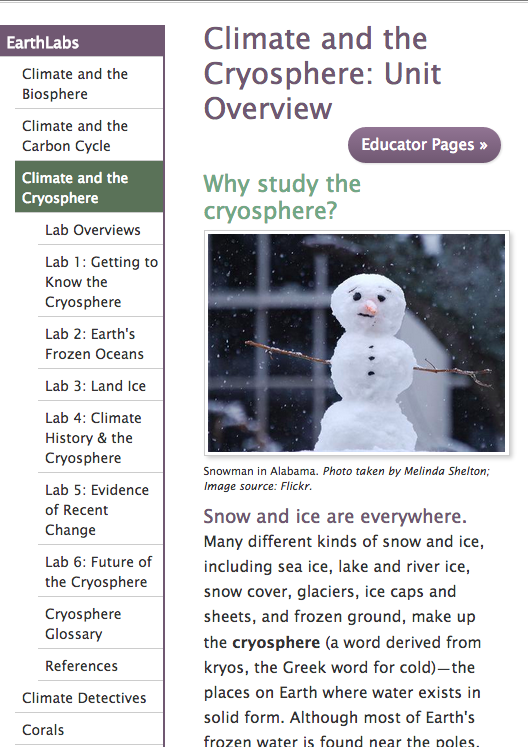 EarthLabs
Climate and the
Biosphere
Climate and the
Carbon Cycle
Climate and the
Cryosphere
Lab Overviews
Lab 1: Getting to
Know the
Cryosphere
Lab 2: Earth's
Frozen Oceans
Lab 3: Land Ice
Lab 4: Climate
History & the
Cryosphere
Lab 5: Evidence
of Recent
Change
Lab 6: Future of
the Cryosphere
Cryosphere
Glossary
References
Climate Detectives
Corals
Climate and the
Cryosphere: Unit
Overview
Educator Pages »
Why study the
cryosphere?
Snowman in Alabama. Photo taken by Melinda Shelton;
Image source: Flickr.
Snow and ice are everywhere.
Many different kinds of snow and ice,
including sea ice, lake and river ice,
snow cover, glaciers, ice caps and
sheets, and frozen ground, make up
the cryosphere (a word derived from
kryos, the Greek word for cold)—the
places on Earth where water exists in
solid form. Although most of Earth's
frozen water is found near the poles,